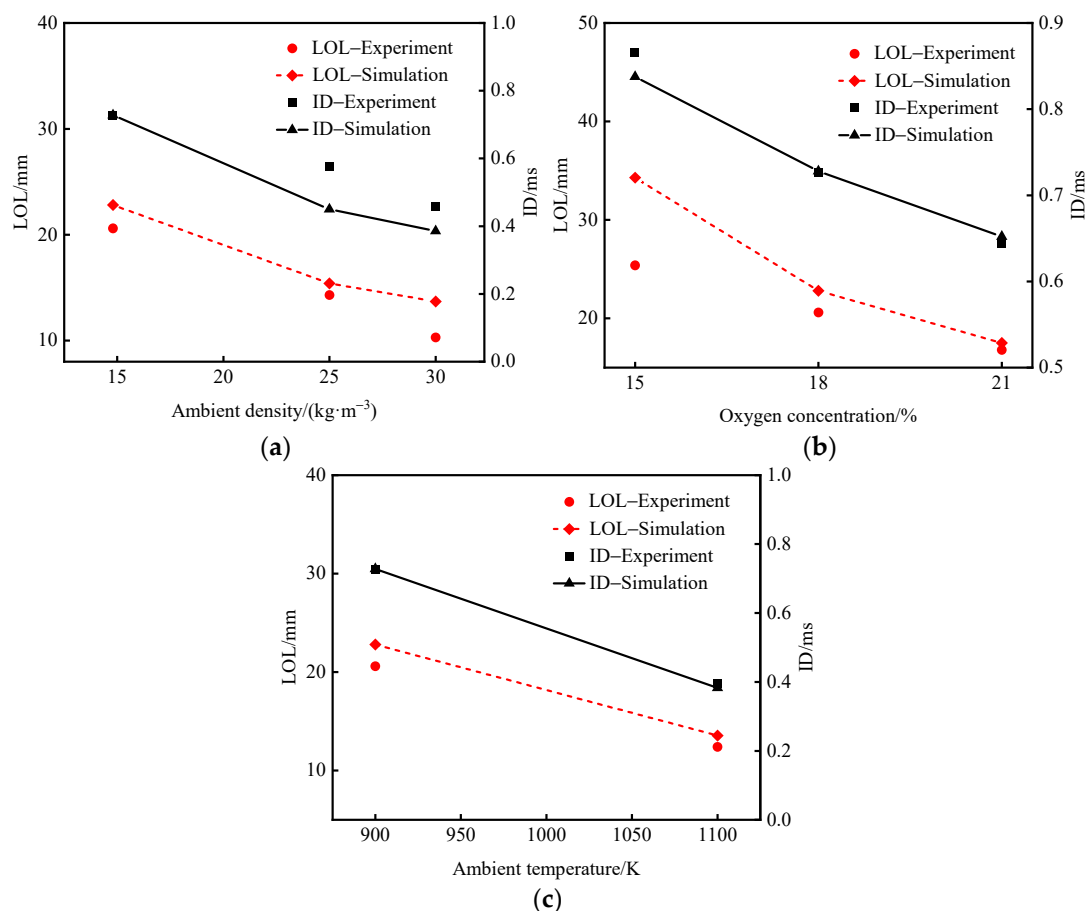 40
30
20
10
LOL/mm
LOL–Experiment
LOL–Simulation
ID–Experiment
ID–Simulation
1.0
0.8
0.6
0.4
0.2
0.0
ID/ms
15 20 25 30
Ambient density/(kg·m⁻³)
(a)
50
40
30
20
LOL/mm
LOL–Experiment
LOL–Simulation
ID–Experiment
ID–Simulation
0.9
0.8
0.7
0.6
0.5
ID/ms
15 18 21
Oxygen concentration/%
(b)
40
30
20
10
LOL/mm
LOL–Experiment
LOL–Simulation
ID–Experiment
ID–Simulation
1.0
0.8
0.6
0.4
0.2
0.0
ID/ms
900 950 1000 1050 1100
Ambient temperature/K
(c)